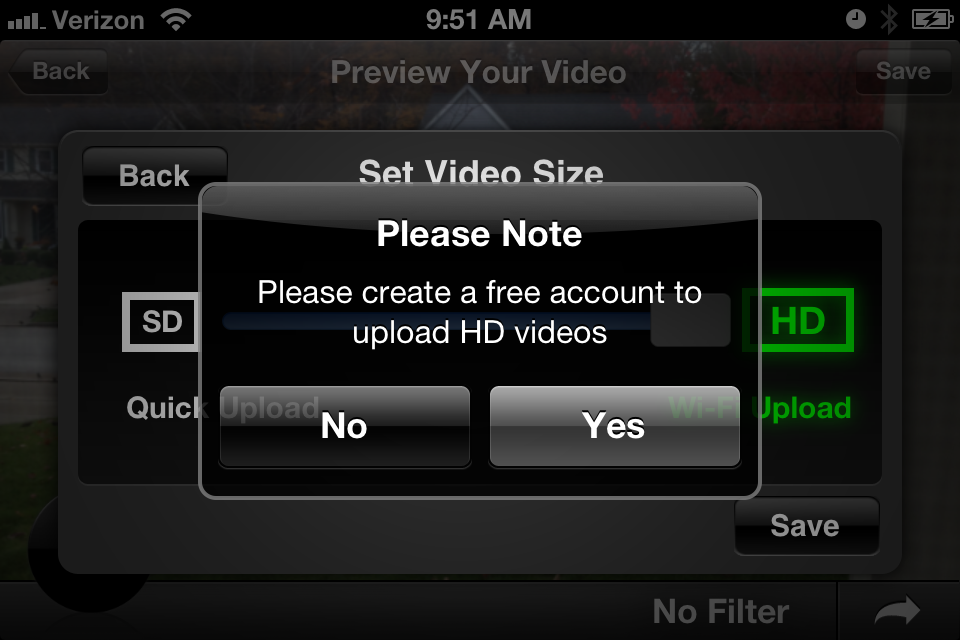 Verizon 9:51 AM
Back Preview Your Video Save
Back Set Video Size
Please Note
Please create a free account to
upload HD videos
SD HD
Quick Upload Wi-Fi Upload
No Yes
Save
No Filter